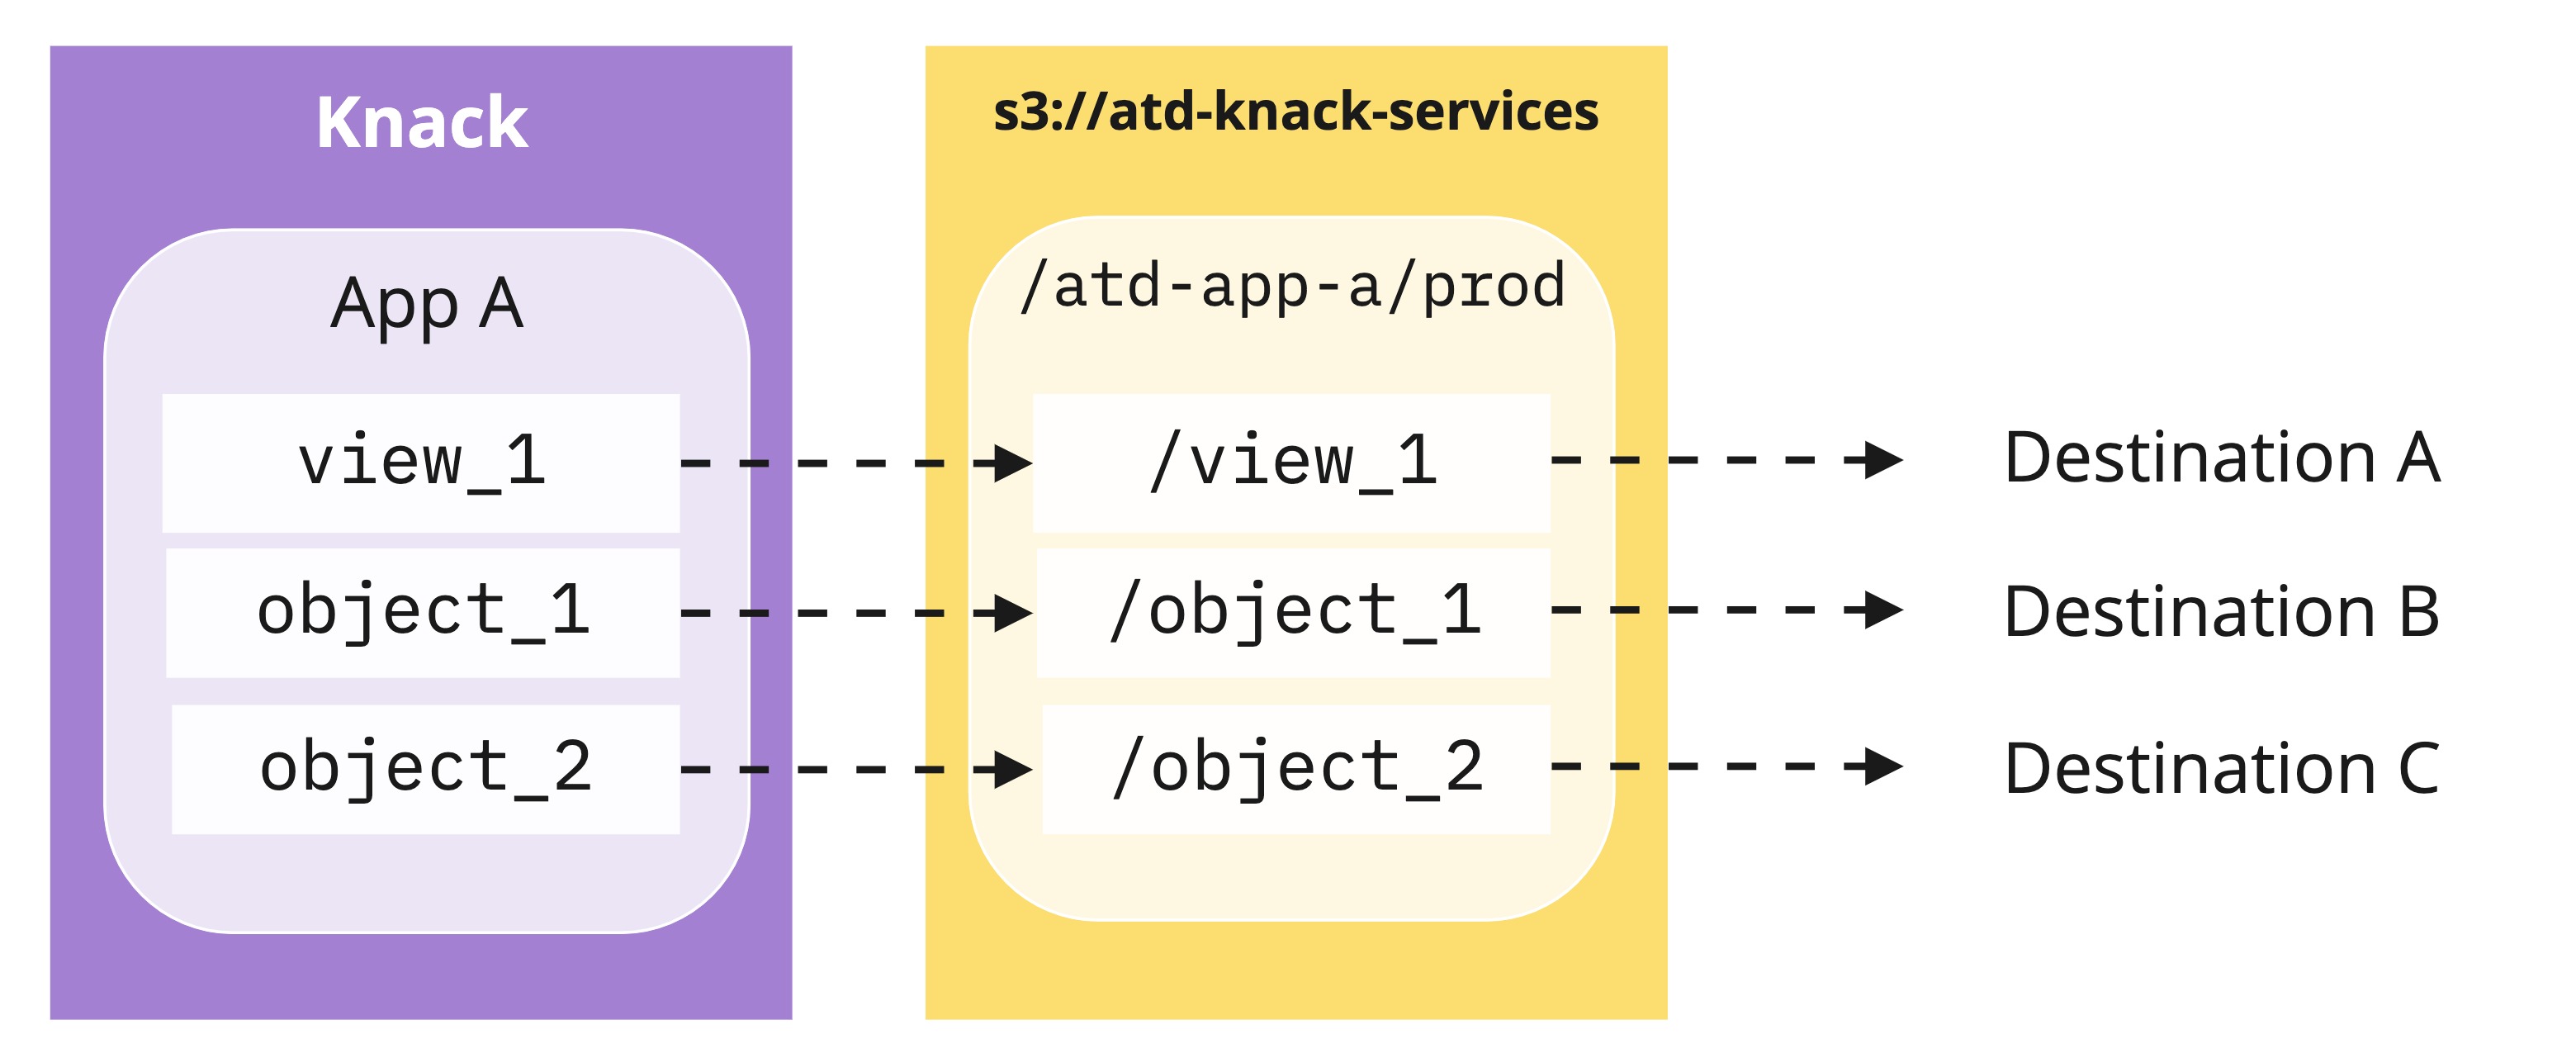 Knack
App A
view_1
object_1
object_2
s3://atd-knack-services
/atd-app-a/prod
/view_1
/object_1
/object_2
Destination A
Destination B
Destination C